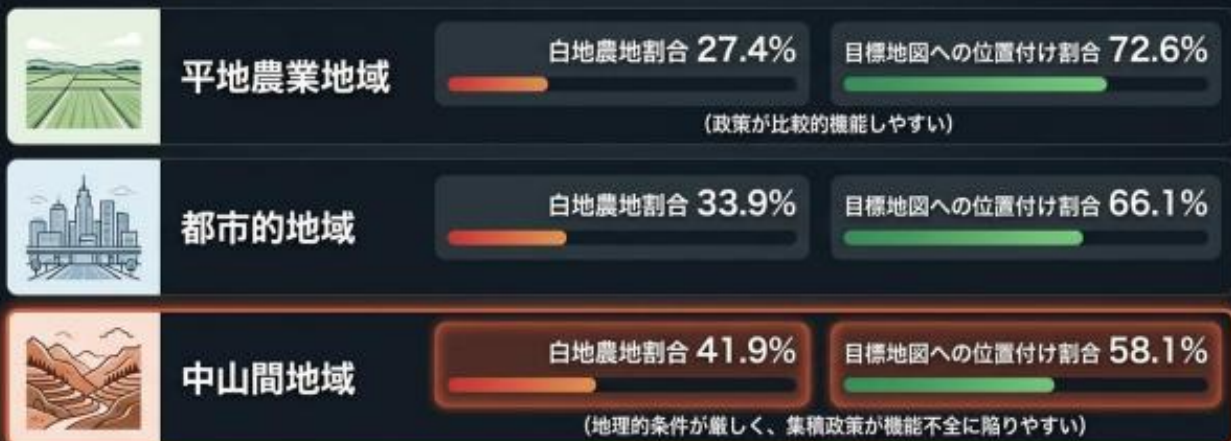 平地農業地域
白地農地割合 27.4%
目標地図への位置付け割合 72.6%
（政策が比較的機能しやすい）
都市的地域
白地農地割合 33.9%
目標地図への位置付け割合 66.1%
中山間地域
白地農地割合 41.9%
目標地図への位置付け割合 58.1%
（地理的条件が厳しく、集積政策が機能不全に陥りやすい）